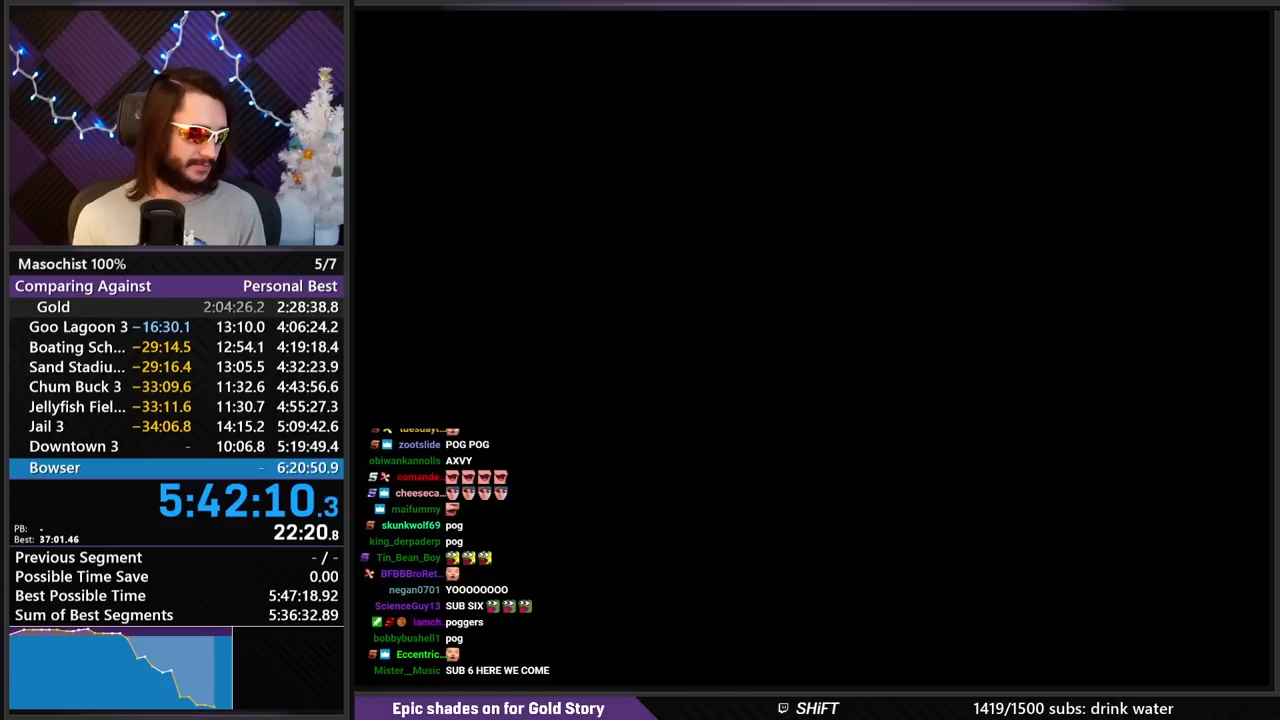 Masochist 100% 5/7
Comparing Against Personal Best
Gold 2:04:26.2 2:28:38.8
Goo Lagoon 3 −16:30.1 13:10.0 4:06:24.2
Boating Sch... −29:14.5 12:54.1 4:19:18.4
Sand Stadiu... −29:16.4 13:05.5 4:32:23.9
Chum Buck 3 −33:09.6 11:32.6 4:43:56.6
Jellyfish Fiel... −33:11.6 11:30.7 4:55:27.3
Jail 3 −34:06.8 14:15.2 5:09:42.6
Downtown 3 - 10:06.8 5:19:49.4
Bowser - 6:20:50.9
5:42:10.3
PB: -
Best: 37:01.46
22:20.8
Previous Segment - / -
Possible Time Save 0.00
Best Possible Time 5:47:18.92
Sum of Best Segments 5:36:32.89
zootslide POG POG
obiwankannolis AXVY
comande...
cheeseca...
maifummy
skunkwolf69 pog
king_derpaderp pog
Tin_Bean_Boy
BFBBBroRet...
negan0701 YOOOOOOOO
ScienceGuy13 SUB SIX
iamch... poggers
bobbybushell1 pog
Eccentric...
Mister__Music SUB 6 HERE WE COME
Epic shades on for Gold Story
SHiFT
1419/1500 subs: drink water